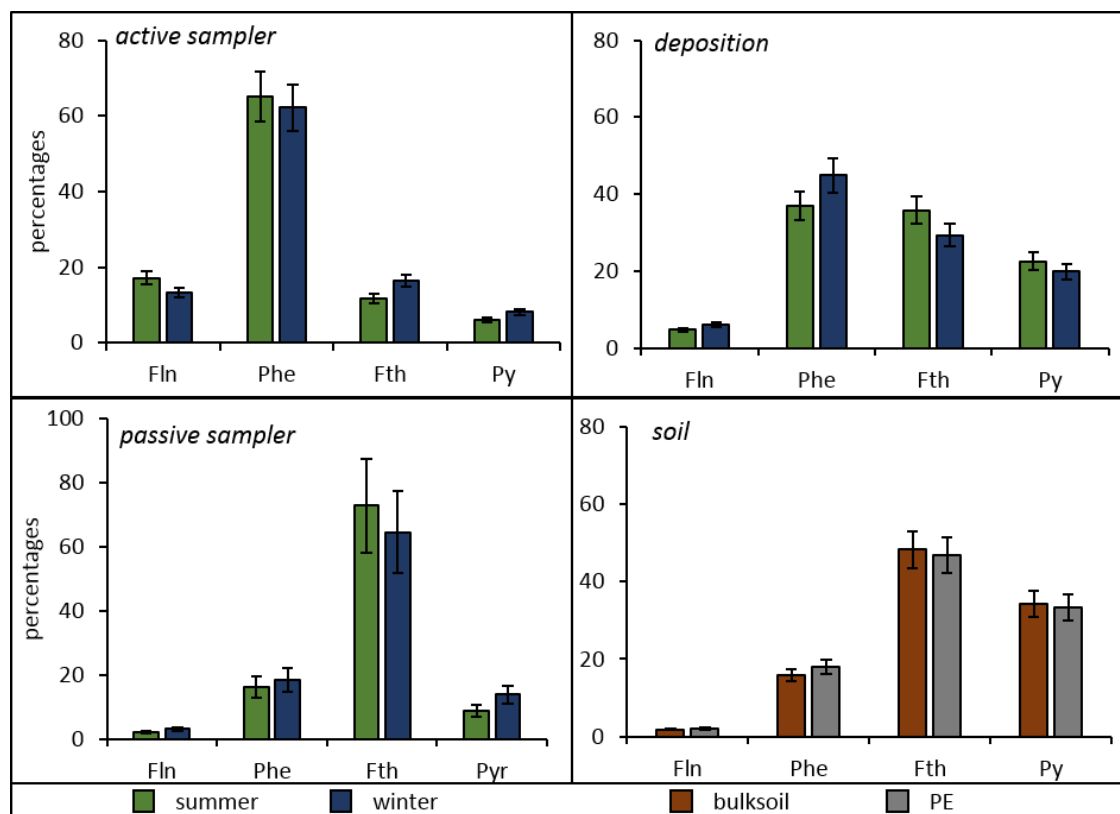 active sampler
percentages
80
60
40
20
0
Fln Phe Fth Py
deposition
80
60
40
20
0
Fln Phe Fth Py
passive sampler
percentages
100
80
60
40
20
0
Fln Phe Fth Pyr
soil
80
60
40
20
0
Fln Phe Fth Py
summer winter bulksoil PE